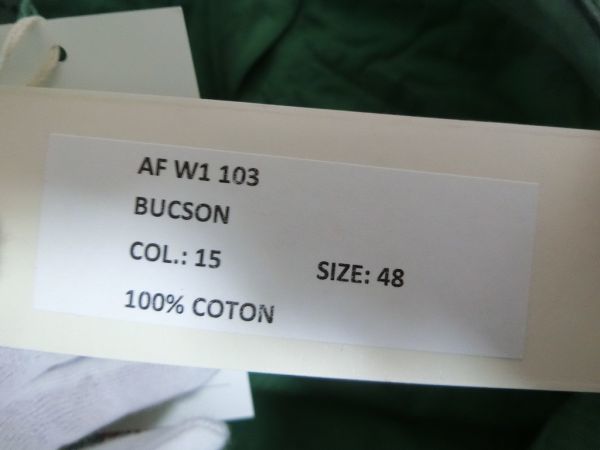 AF W1 103
BUCSON
COL.: 15 SIZE: 48
100% COTON